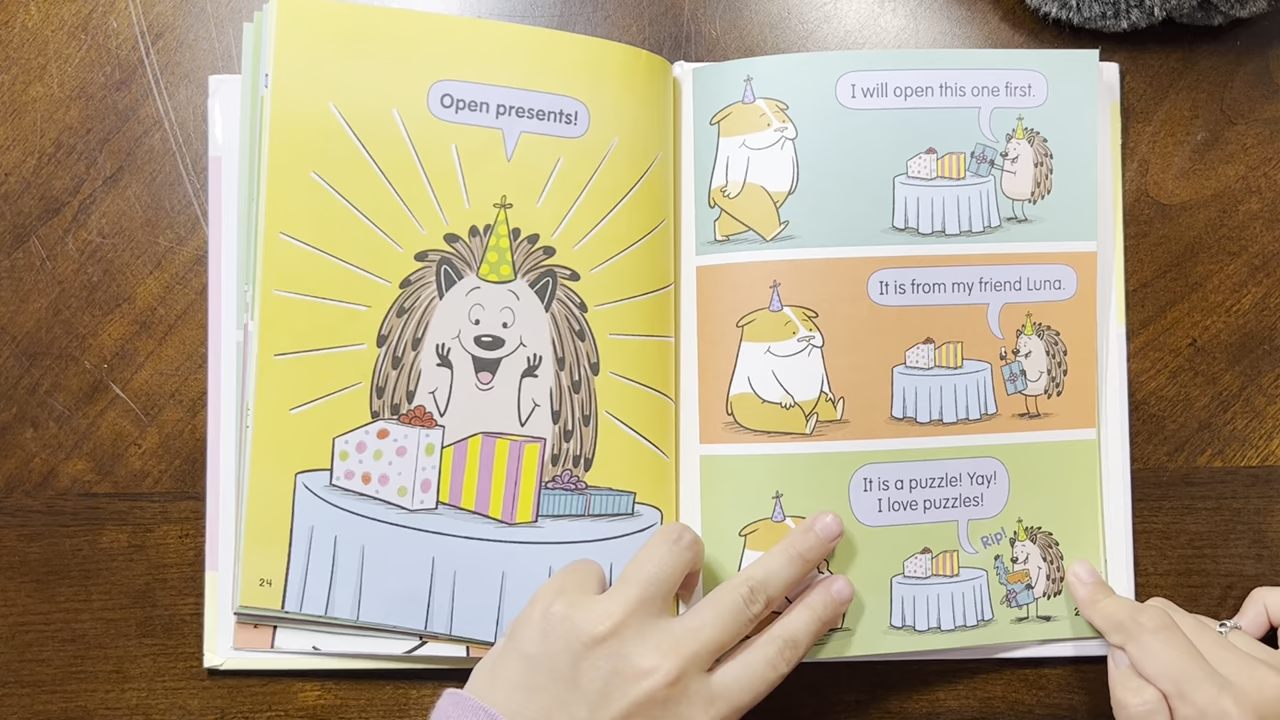 Open presents!
24
I will open this one first.
It is from my friend Luna.
It is a puzzle! Yay!
I love puzzles!
Rip!